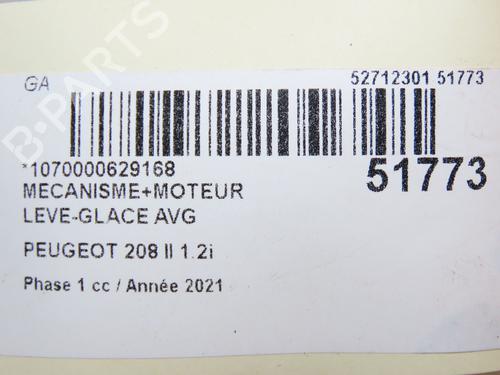 GA
52712301 51773
*1070000629168
51773
MECANISME+MOTEUR
LEVE-GLACE AVG
PEUGEOT 208 II 1.2i
Phase 1 cc / Année 2021
B-PARTS